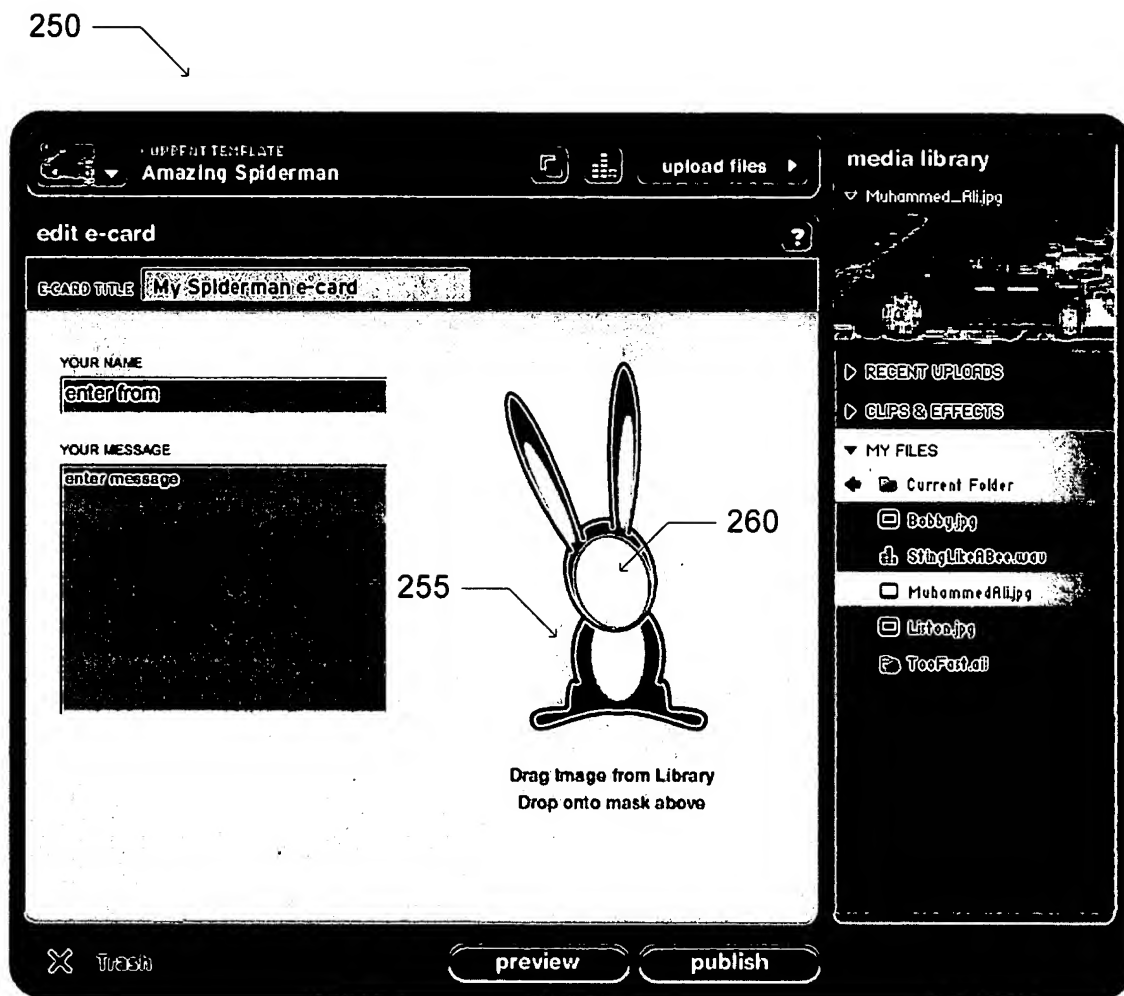 250
CURRENT TEMPLATE
Amazing Spiderman
upload files
edit e-card
?
E-CARD TITLE My Spiderman e-card
YOUR NAME
enter from
YOUR MESSAGE
enter message
260
255
Drag Image from Library
Drop onto mask above
Trash
preview
publish
media library
Muhammed_Ali.jpg
RECENT UPLOADS
CLIPS & EFFECTS
MY FILES
Current Folder
Bobby.jpg
StingLikeABee.wav
MuhammedAli.jpg
Liston.jpg